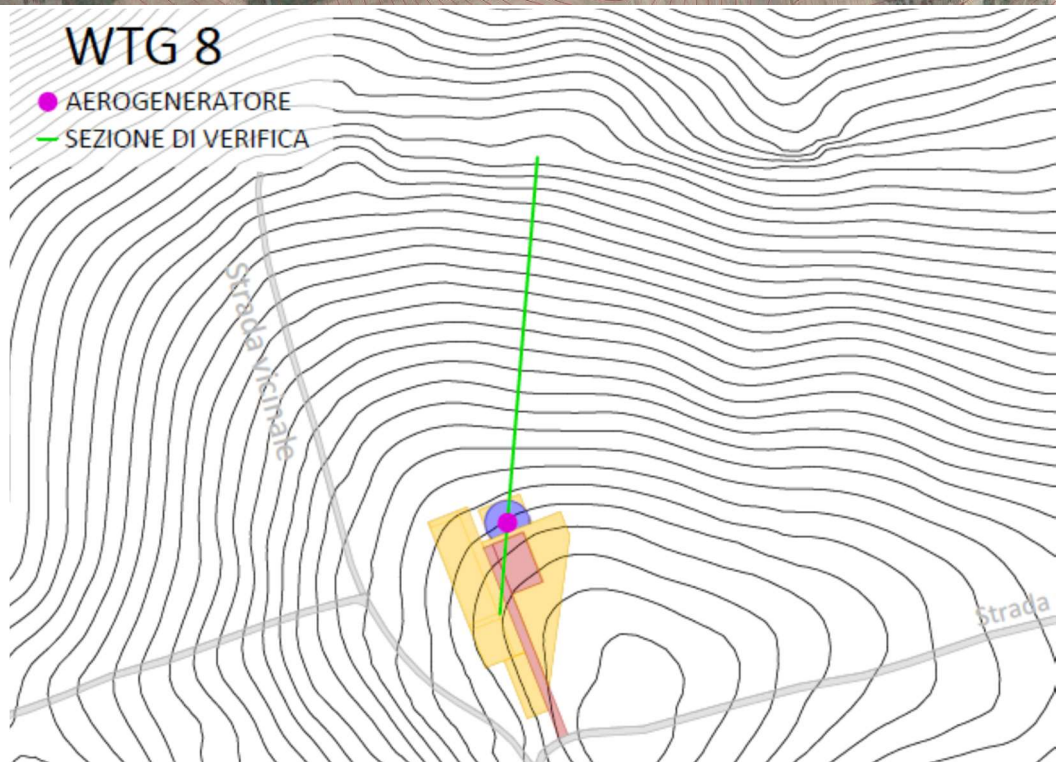 WTG 8
AEROGENERATORE
SEZIONE DI VERIFICA
Strada vicinale
Strada